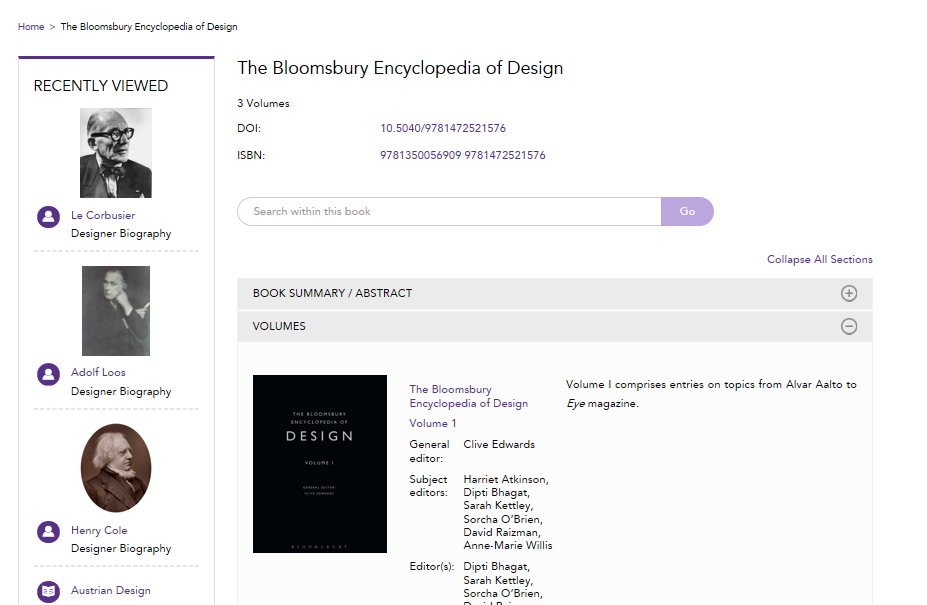 Home > The Bloomsbury Encyclopedia of Design
RECENTLY VIEWED
Le Corbusier
Designer Biography
Adolf Loos
Designer Biography
Henry Cole
Designer Biography
Austrian Design
The Bloomsbury Encyclopedia of Design
3 Volumes
DOI: 10.5040/9781472521576
ISBN: 9781350056909 9781472521576
Search within this book Go
Collapse All Sections
BOOK SUMMARY / ABSTRACT
VOLUMES
THE BLOOMSBURY
ENCYCLOPEDIA OF
DESIGN
VOLUME 1
GENERAL EDITOR:
CLIVE EDWARDS
BLOOMSBURY
The Bloomsbury
Encyclopedia of Design
Volume 1
General editor: Clive Edwards
Subject editors: Harriet Atkinson,
Dipti Bhagat,
Sarah Kettley,
Sorcha O'Brien,
David Raizman,
Anne-Marie Willis
Editor(s): Dipti Bhagat,
Sarah Kettley,
Sorcha O'Brien,
Volume I comprises entries on topics from Alvar Aalto to
Eye magazine.